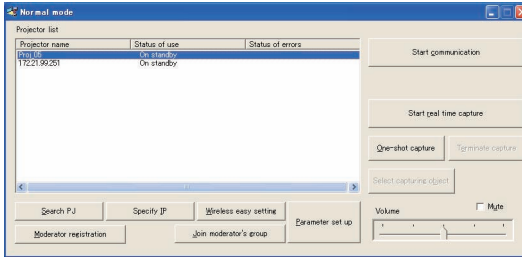 Normal mode
Projector list
Projector name Status of use Status of errors
Proj 05 On standby
172.21.99.251 On standby
Start communication
Start real time capture
One-shot capture Terminate capture
Select capturing object
Search PJ Specify IP Wireless easy setting Parameter set up
Moderator registration Join moderator's group
Volume Mute